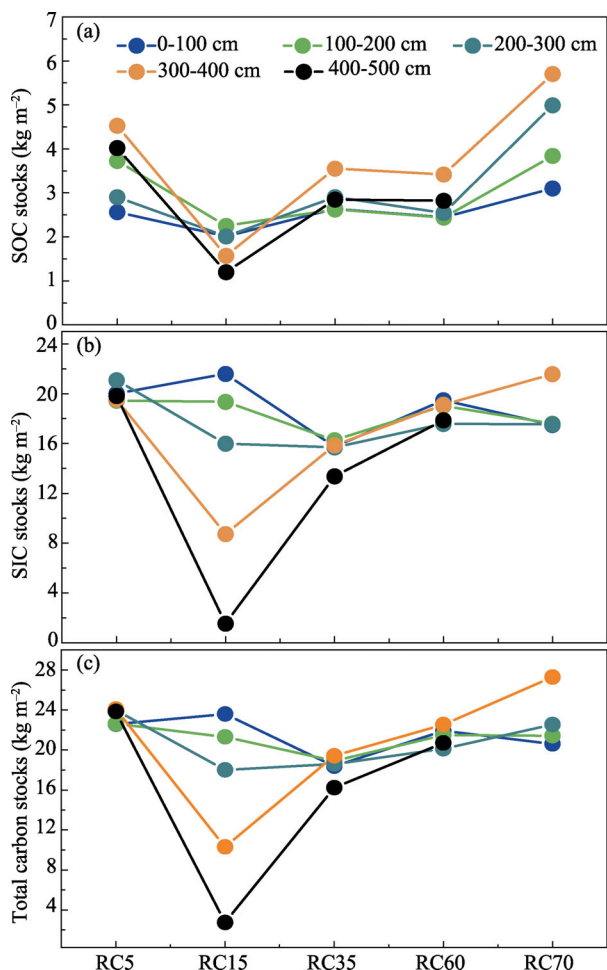 (a)
0-100 cm 100-200 cm 200-300 cm
300-400 cm 400-500 cm
SOC stocks (kg m⁻²)
7
6
5
4
3
2
1
0
(b)
SIC stocks (kg m⁻²)
24
20
16
12
8
4
0
(c)
Total carbon stocks (kg m⁻²)
28
24
20
16
12
8
4
RC5 RC15 RC35 RC60 RC70